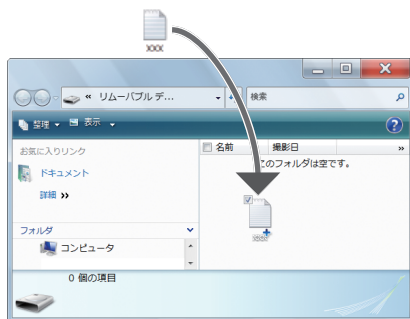 xxx
« リムーバブル デ...
検索
整理 表示
?
お気に入りリンク
ドキュメント
詳細 »
フォルダ
コンピュータ
名前 撮影日 »
このフォルダは空です。
xxx
0 個の項目